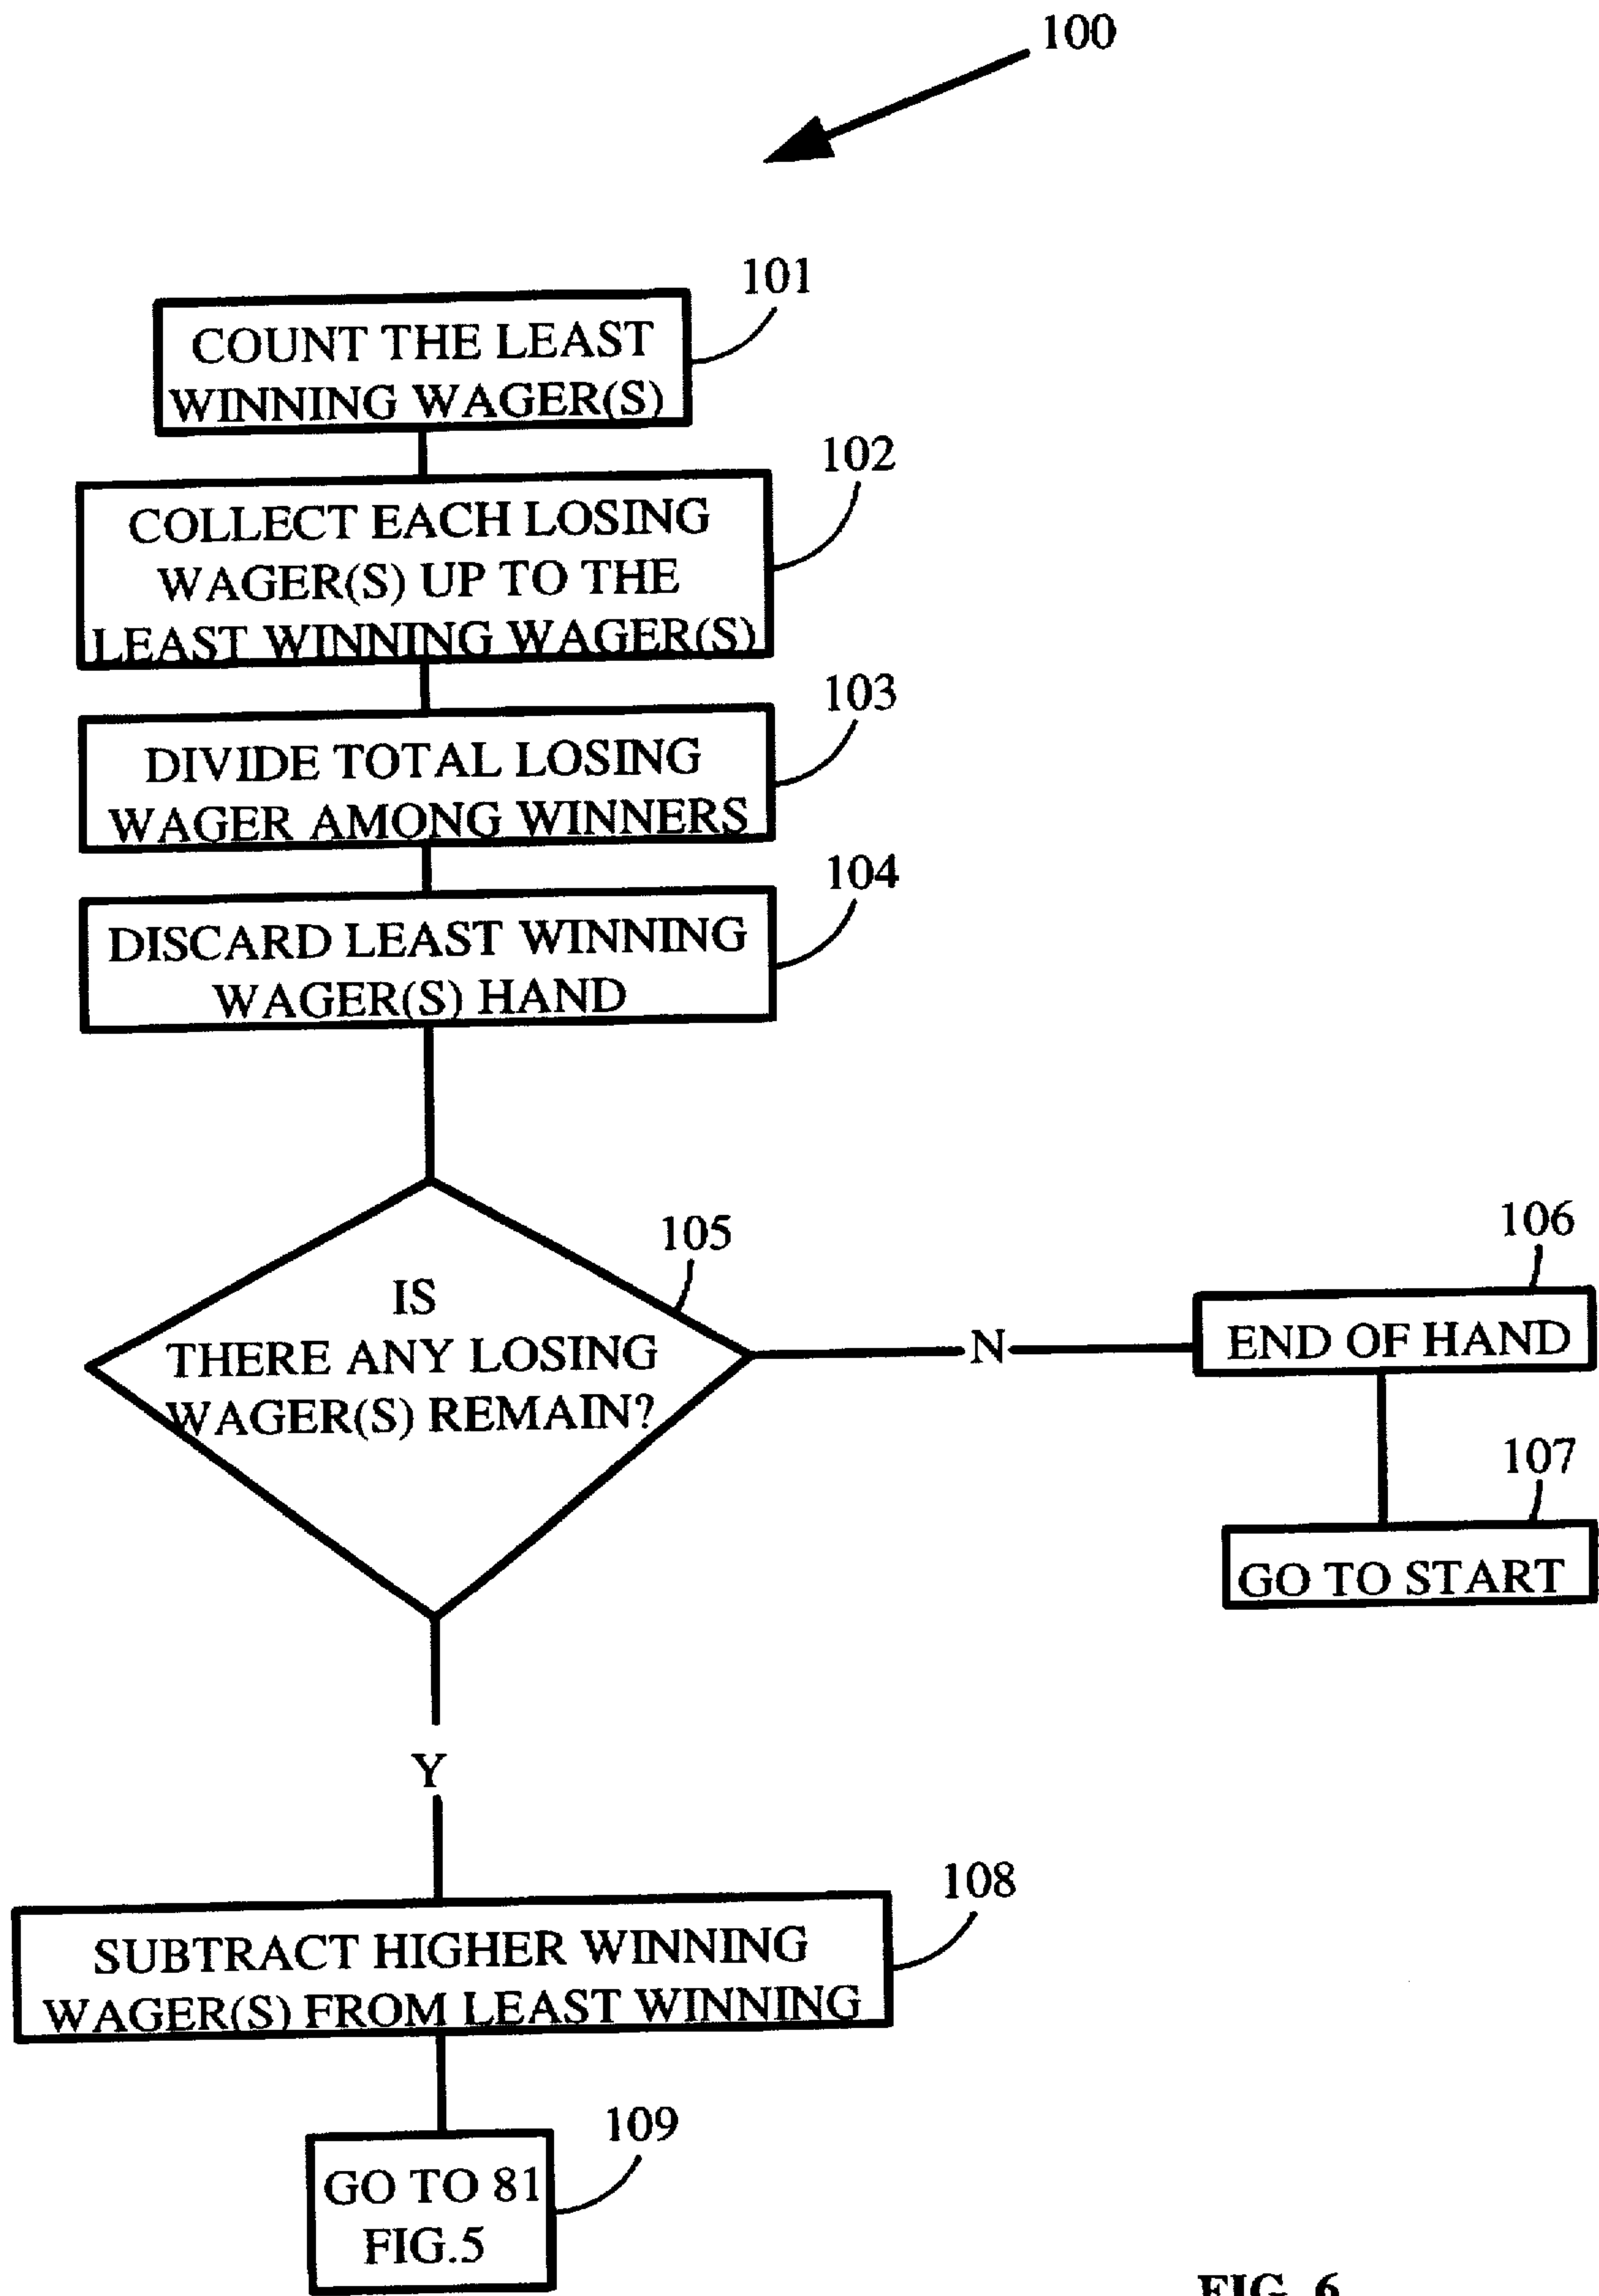 100
101
COUNT THE LEAST
WINNING WAGER(S)
102
COLLECT EACH LOSING
WAGER(S) UP TO THE
LEAST WINNING WAGER(S)
103
DIVIDE TOTAL LOSING
WAGER AMONG WINNERS
104
DISCARD LEAST WINNING
WAGER(S) HAND
105
IS
THERE ANY LOSING
WAGER(S) REMAIN?
N
106
END OF HAND
107
GO TO START
Y
108
SUBTRACT HIGHER WINNING
WAGER(S) FROM LEAST WINNING
109
GO TO 81
FIG.5
FIG. 6